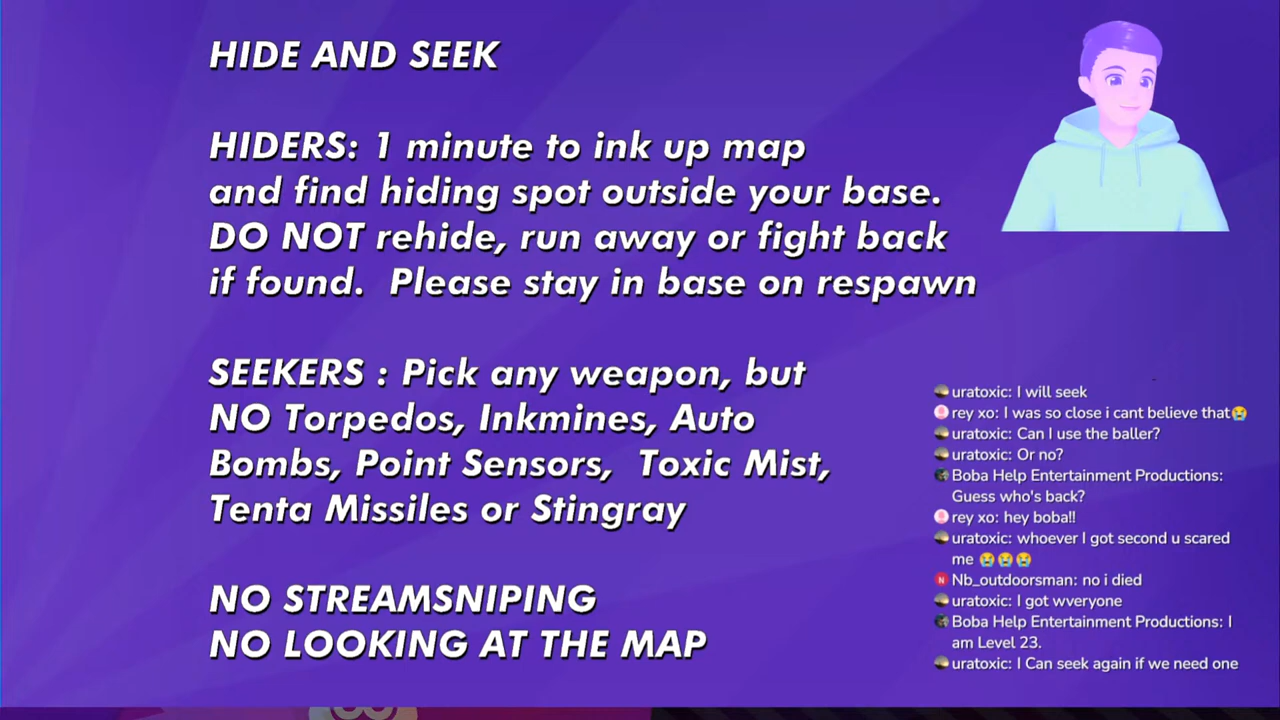 HIDE AND SEEK
HIDERS: 1 minute to ink up map
and find hiding spot outside your base.
DO NOT rehide, run away or fight back
if found.  Please stay in base on respawn
SEEKERS : Pick any weapon, but
NO Torpedos, Inkmines, Auto
Bombs, Point Sensors,  Toxic Mist,
Tenta Missiles or Stingray
NO STREAMSNIPING
NO LOOKING AT THE MAP
uratoxic: I will seek
rey xo: I was so close i cant believe that😭
uratoxic: Can I use the baller?
uratoxic: Or no?
Boba Help Entertainment Productions:
Guess who's back?
rey xo: hey boba!!
uratoxic: whoever I got second u scared
me 😭😭😭
N Nb_outdoorsman: no i died
uratoxic: I got wveryone
Boba Help Entertainment Productions: I
am Level 23.
uratoxic: I Can seek again if we need one